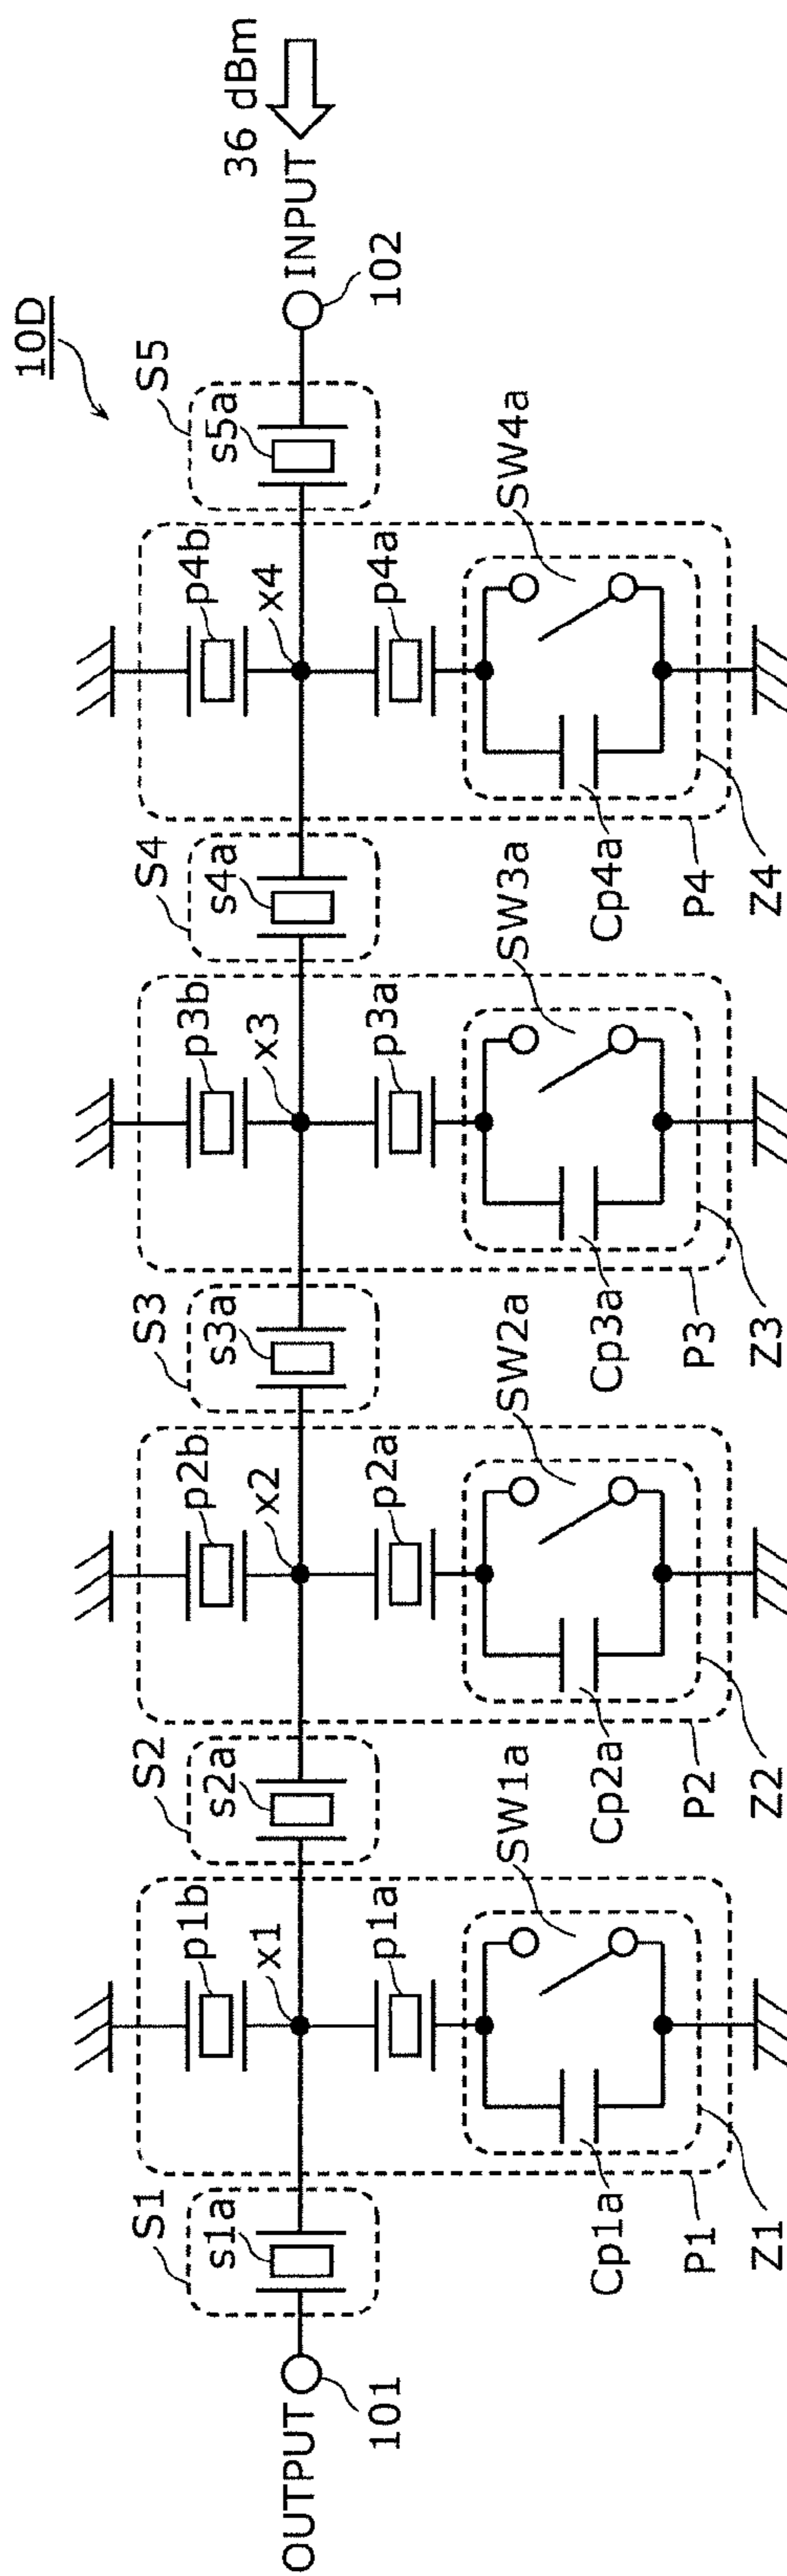 10D
S1
S2
S3
S4
S5
s1a
s2a
s3a
s4a
s5a
36 dBm
p1b
p2b
p3b
p4b
x1
x2
x3
x4
OUTPUT
INPUT
101
102
p1a
p2a
p3a
p4a
SW1a
SW2a
SW3a
SW4a
Cp1a
Cp2a
Cp3a
Cp4a
P1
P2
P3
P4
Z1
Z2
Z3
Z4